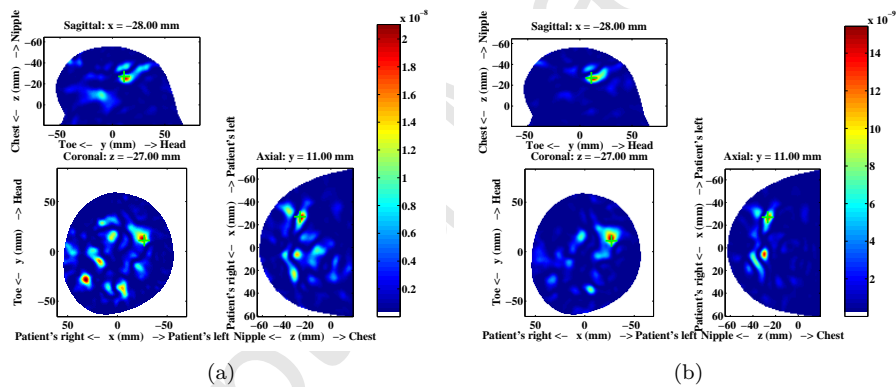 x 10⁻⁸
Sagittal: x = −28.00 mm
Chest <− z (mm) −> Nipple
−60
−40
−20
0
−50
0
50
Toe <− y (mm) −> Head
Coronal: z = −27.00 mm
Toe <− y (mm) −> Head
50
0
−50
50
0
−50
Patient's right <− x (mm) −> Patient's left
Axial: y = 11.00 mm
Patient's right <− x (mm) −> Patient's left
−60
−40
−20
0
20
40
60
−60
−40
−20
0
Nipple <− z (mm) −> Chest
2
1.8
1.6
1.4
1.2
1
0.8
0.6
0.4
0.2
(a)
x 10⁻⁹
Sagittal: x = −28.00 mm
Chest <− z (mm) −> Nipple
−60
−40
−20
0
−50
0
50
Toe <− y (mm) −> Head
Coronal: z = −27.00 mm
Toe <− y (mm) −> Head
50
0
−50
50
0
−50
Patient's right <− x (mm) −> Patient's left
Axial: y = 11.00 mm
Patient's right <− x (mm) −> Patient's left
−60
−40
−20
0
20
40
60
−60
−40
−20
0
Nipple <− z (mm) −> Chest
14
12
10
8
6
4
2
(b)